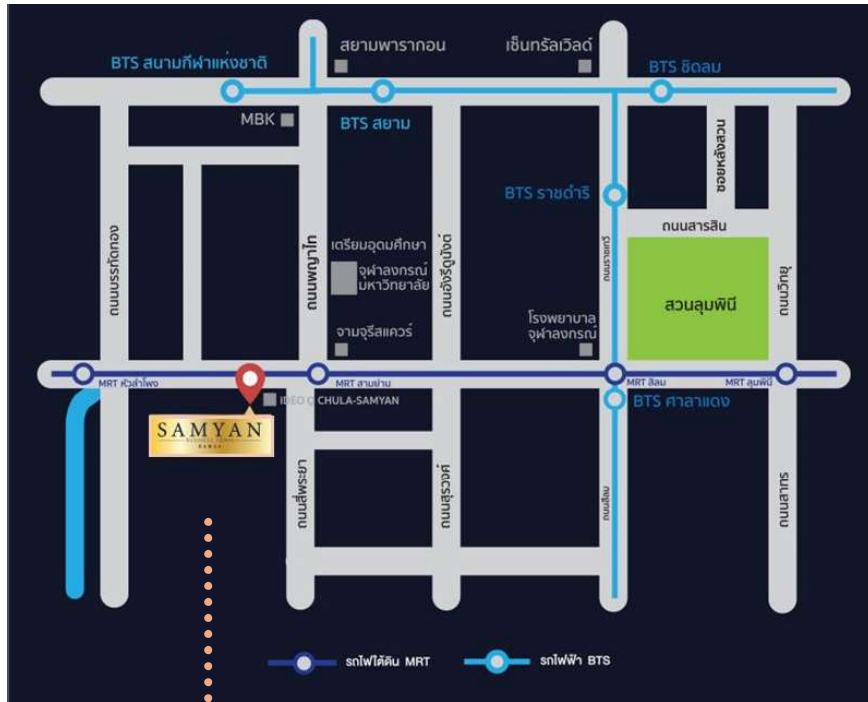 สยามพารากอน
เซ็นทรัลเวิลด์
BTS สนามกีฬาแห่งชาติ
BTS ชิดลม
MBK
BTS สยาม
ซอยหลังสวน
BTS ราชดำริ
ถนนสารสิน
ถนนบรรทัดทอง
ถนนพญาไท
เตรียมอุดมศึกษา
จุฬาลงกรณ์
มหาวิทยาลัย
ถนนอังรีดูนังต์
ถนนราชเทวี
สวนลุมพินี
ถนนวิทยุ
จามจุรีสแควร์
โรงพยาบาล
จุฬาลงกรณ์
MRT หัวลำโพง
MRT สามย่าน
MRT สีลม
MRT ลุมพินี
IDEO Q CHULA-SAMYAN
BTS ศาลาแดง
SAMYAN
BUSINESS TOWN
ถนนสี่พระยา
ถนนสุรวงศ์
ถนนสีลม
ถนนสาทร
รถไฟใต้ดิน MRT
รถไฟฟ้า BTS